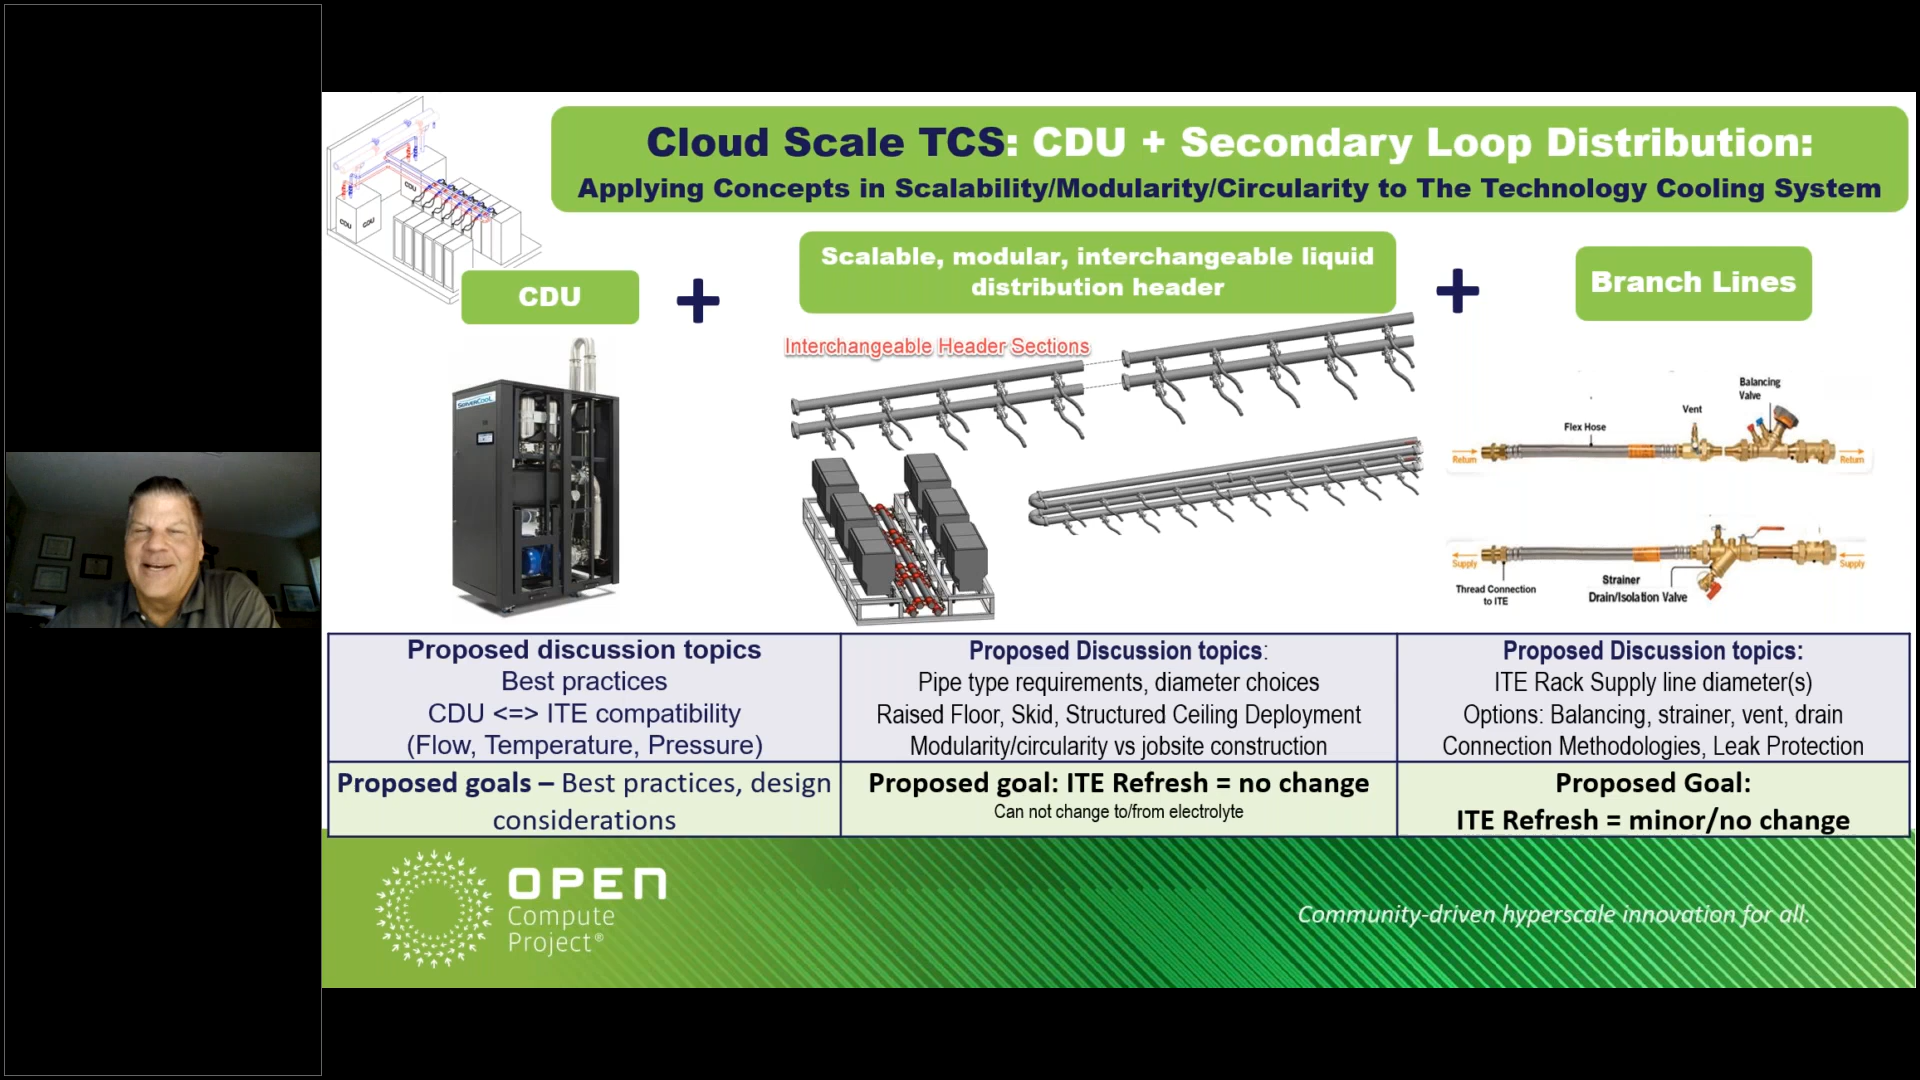 Cloud Scale TCS: CDU + Secondary Loop Distribution:
Applying Concepts in Scalability/Modularity/Circularity to The Technology Cooling System
CDU
CDU
CDU
CDU
+
Scalable, modular, interchangeable liquid
distribution header
+
Branch Lines
Interchangeable Header Sections
ServerCool
Balancing
Valve
Vent
Flex Hose
Return
Return
Supply
Supply
Thread Connection
to ITE
Strainer
Drain/Isolation Valve
Proposed discussion topics
Best practices
CDU <=> ITE compatibility
(Flow, Temperature, Pressure)
Proposed Discussion topics:
Pipe type requirements, diameter choices
Raised Floor, Skid, Structured Ceiling Deployment
Modularity/circularity vs jobsite construction
Proposed Discussion topics:
ITE Rack Supply line diameter(s)
Options: Balancing, strainer, vent, drain
Connection Methodologies, Leak Protection
Proposed goals – Best practices, design
considerations
Proposed goal: ITE Refresh = no change
Can not change to/from electrolyte
Proposed Goal:
ITE Refresh = minor/no change
OPEN
Compute
Project®
Community-driven hyperscale innovation for all.